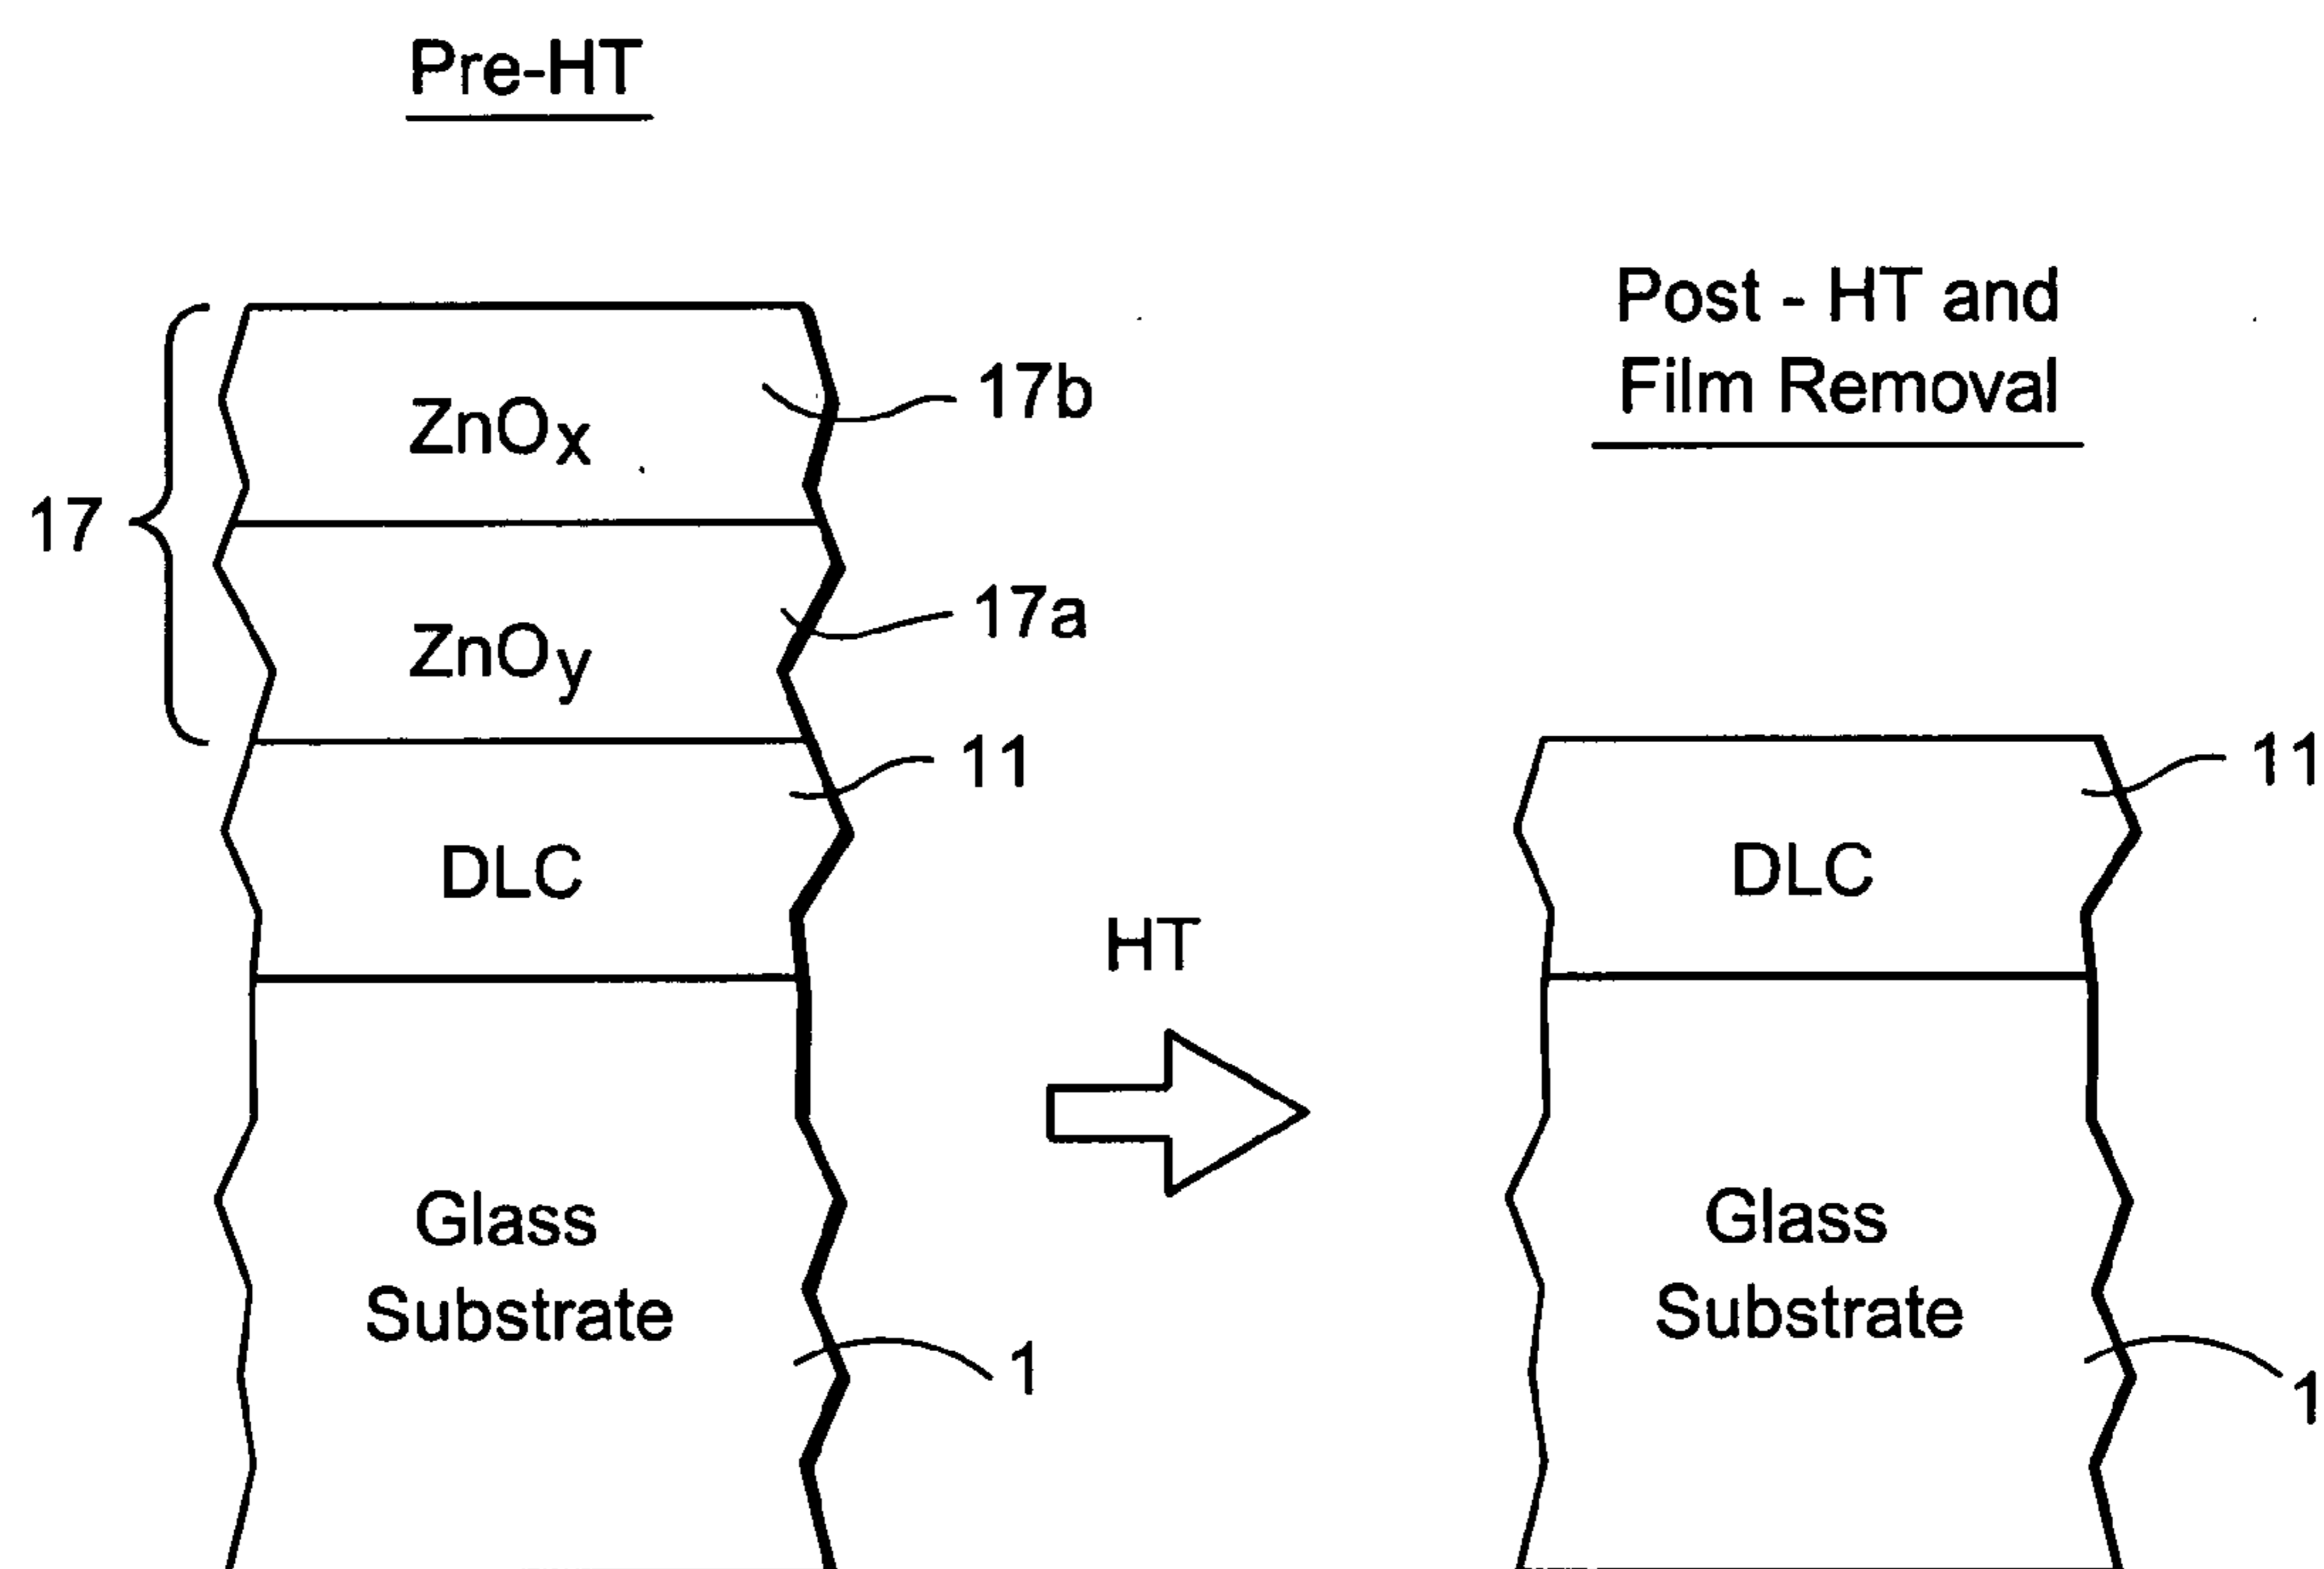 Pre-HT
Post - HT and
Film Removal
17
ZnOx
17b
ZnOy
17a
11
DLC
HT
11
DLC
Glass
Substrate
1
Glass
Substrate
1